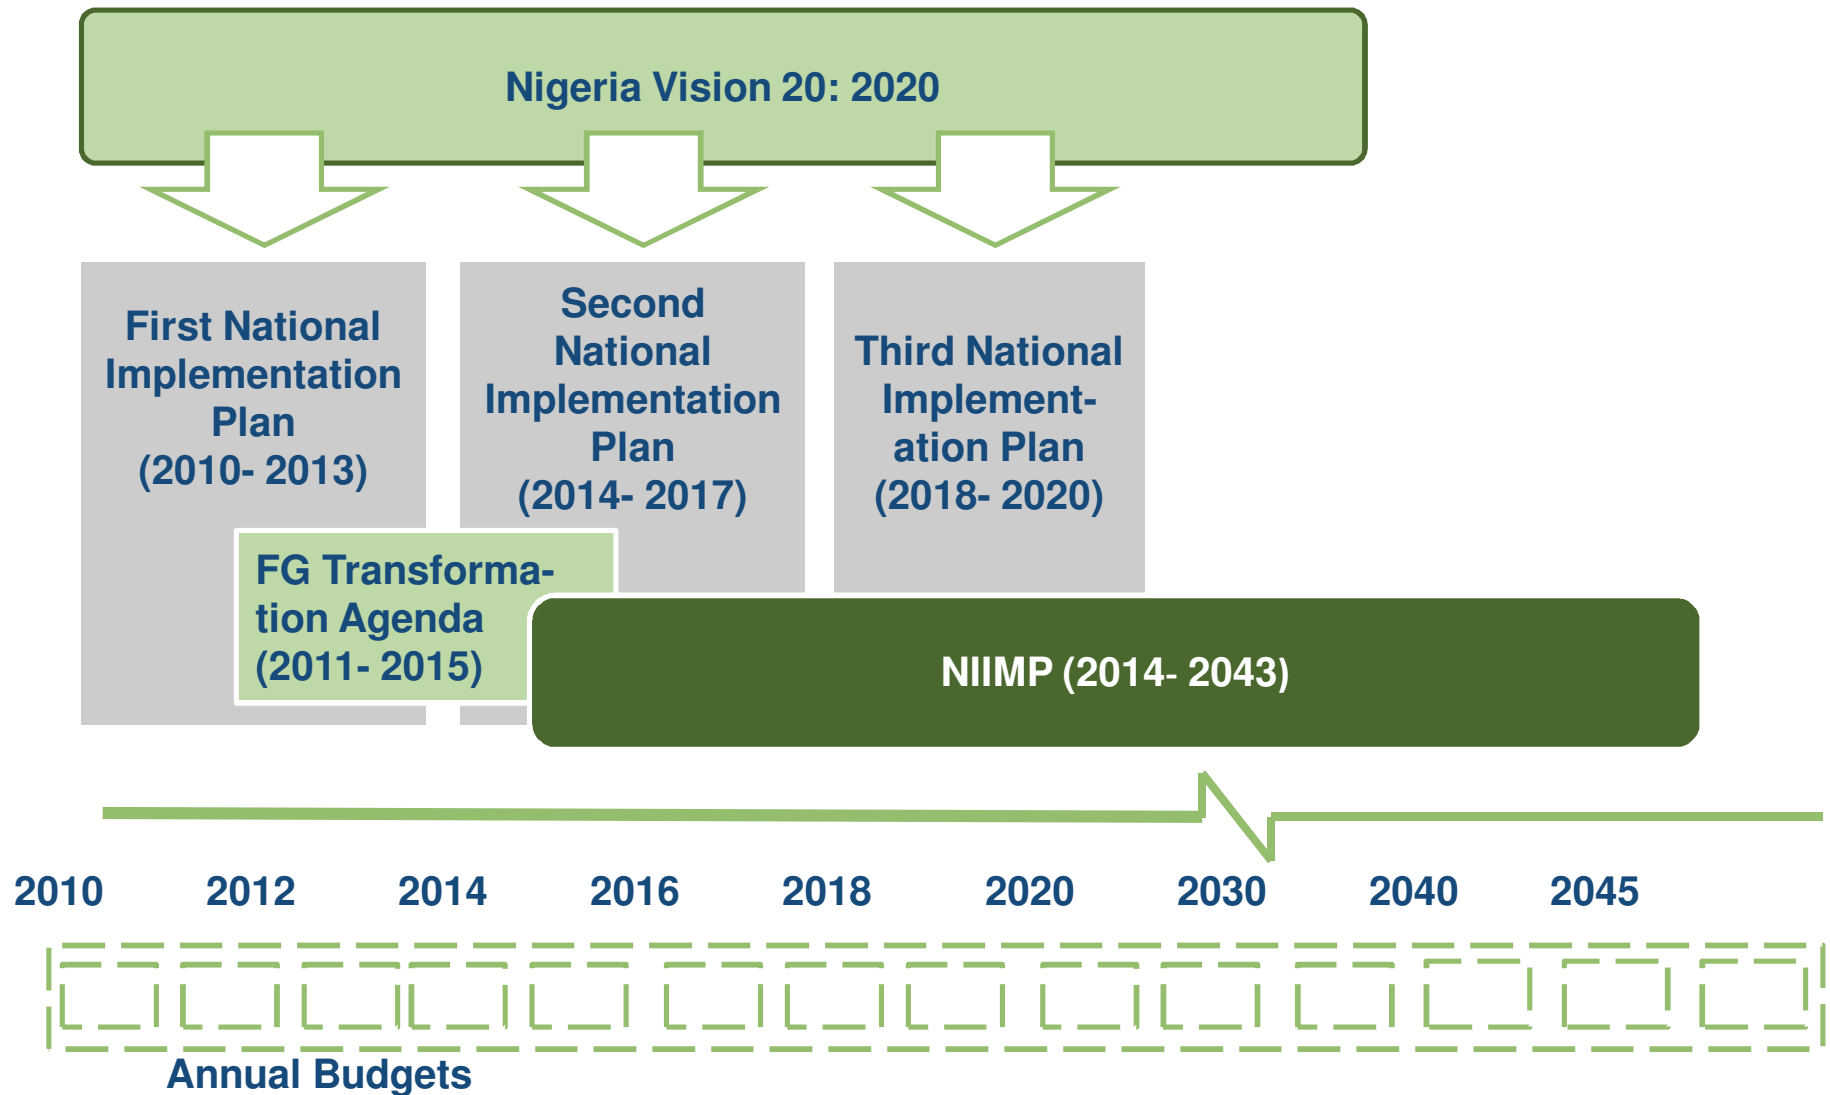 Nigeria Vision 20: 2020
First National
Implementation
Plan
(2010- 2013)
Second
National
Implementation
Plan
(2014- 2017)
Third National
Implement-
ation Plan
(2018- 2020)
FG Transforma-
tion Agenda
(2011- 2015)
NIIMP (2014- 2043)
2010 2012 2014 2016 2018 2020 2030 2040 2045
Annual Budgets